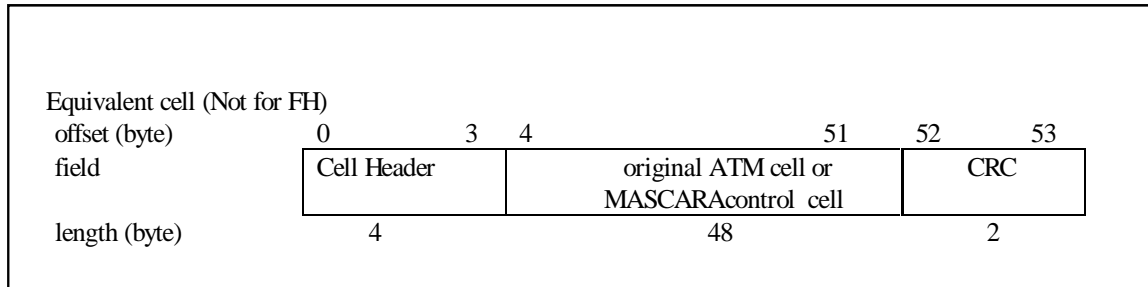 Equivalent cell (Not for FH)
offset (byte) 0 3 4 51 52 53
field Cell Header original ATM cell or CRC
MASCARAcontrol cell
length (byte) 4 48 2